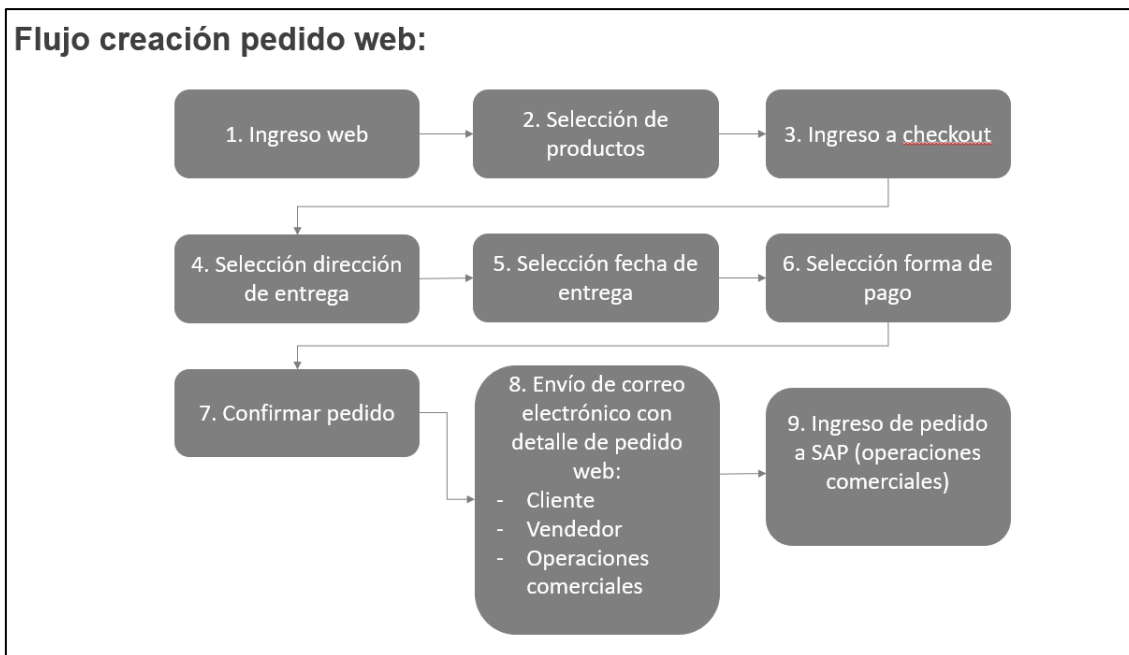 Flujo creación pedido web:
1. Ingreso web
2. Selección de
productos
3. Ingreso a checkout
4. Selección dirección
de entrega
5. Selección fecha de
entrega
6. Selección forma de
pago
7. Confirmar pedido
8. Envío de correo
electrónico con
detalle de pedido
web:
- Cliente
- Vendedor
- Operaciones
comerciales
9. Ingreso de pedido
a SAP (operaciones
comerciales)